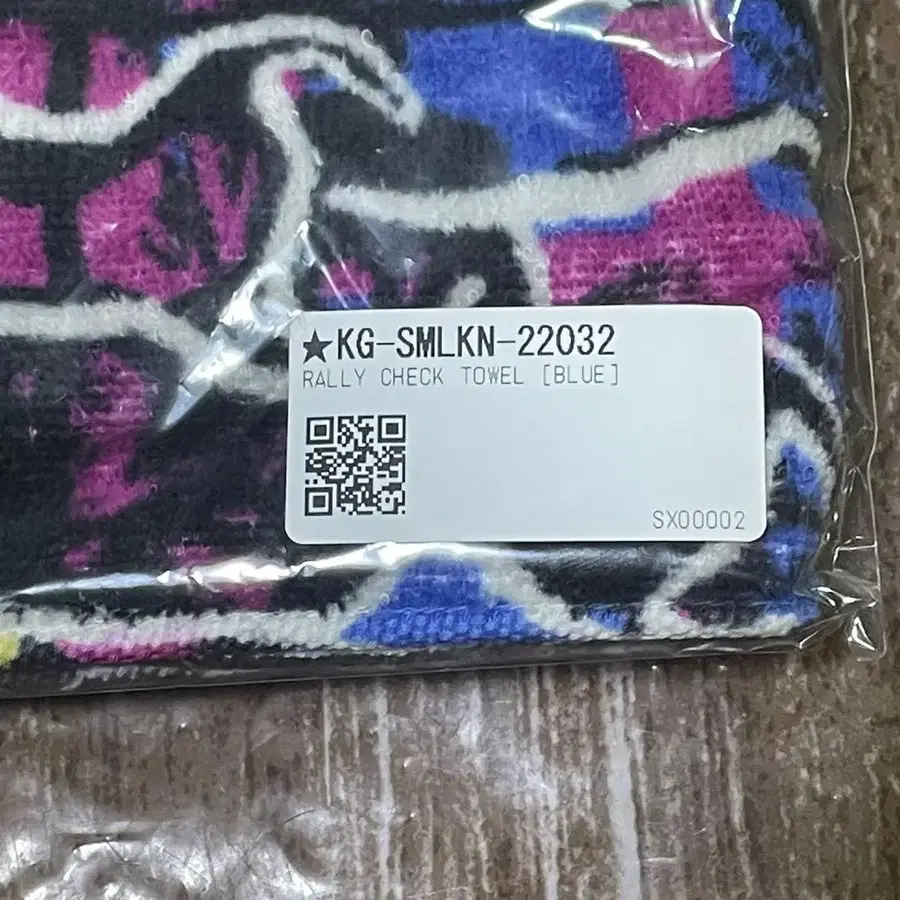 ★KG-SMLKN-22032
RALLY CHECK TOWEL [BLUE]
SX00002